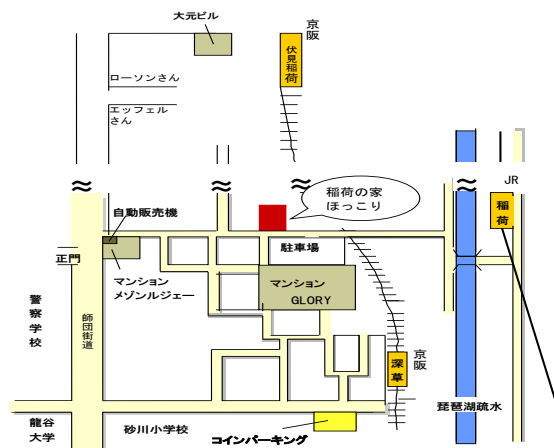 大元ビル
京阪
伏見稲荷
ローソンさん
エッフェル
さん
稲荷の家
ほっこり
JR
稲荷
自動販売機
正門
駐車場
マンション
メゾンルジェー
マンション
GLORY
警察学校
師団街道
京阪
深草
琵琶湖疏水
龍谷
大学
砂川小学校
コインパーキング